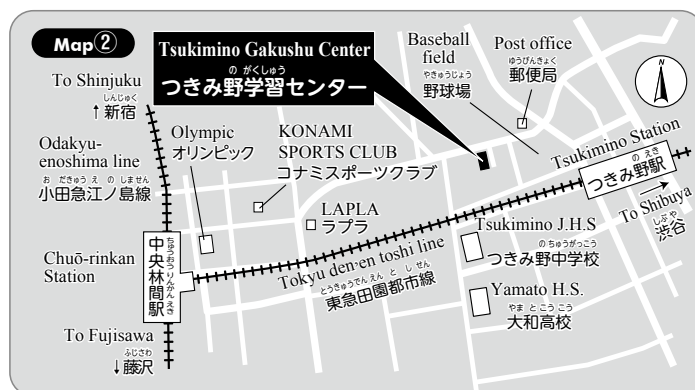 Map②
Tsukimino Gakushu Center
の がくしゅう
つきみ野学習センター
Baseball
field
やきゅうじょう
野球場
Post office
ゆうびんきょく
郵便局
To Shinjuku
しんじゅく
↑新宿
Odakyu-
enoshima line
お だきゅう え の しません
小田急江ノ島線
Olympic
オリンピック
KONAMI
SPORTS CLUB
コナミスポーツクラブ
LAPLA
ラプラ
Tsukimino Station
の えき
つきみ野駅
To Shibuya
しぶ や
渋谷
Chuō-rinkan
Station
ちゅうおうりんかん えき
中央林間駅
Tokyu den-en toshi line
とうきゅうでん えん と し せん
東急田園都市線
Tsukimino J.H.S
の ちゅうがっこう
つきみ野中学校
Yamato H.S.
やま と こう こう
大和高校
To Fujisawa
ふじさわ
↓藤沢
N